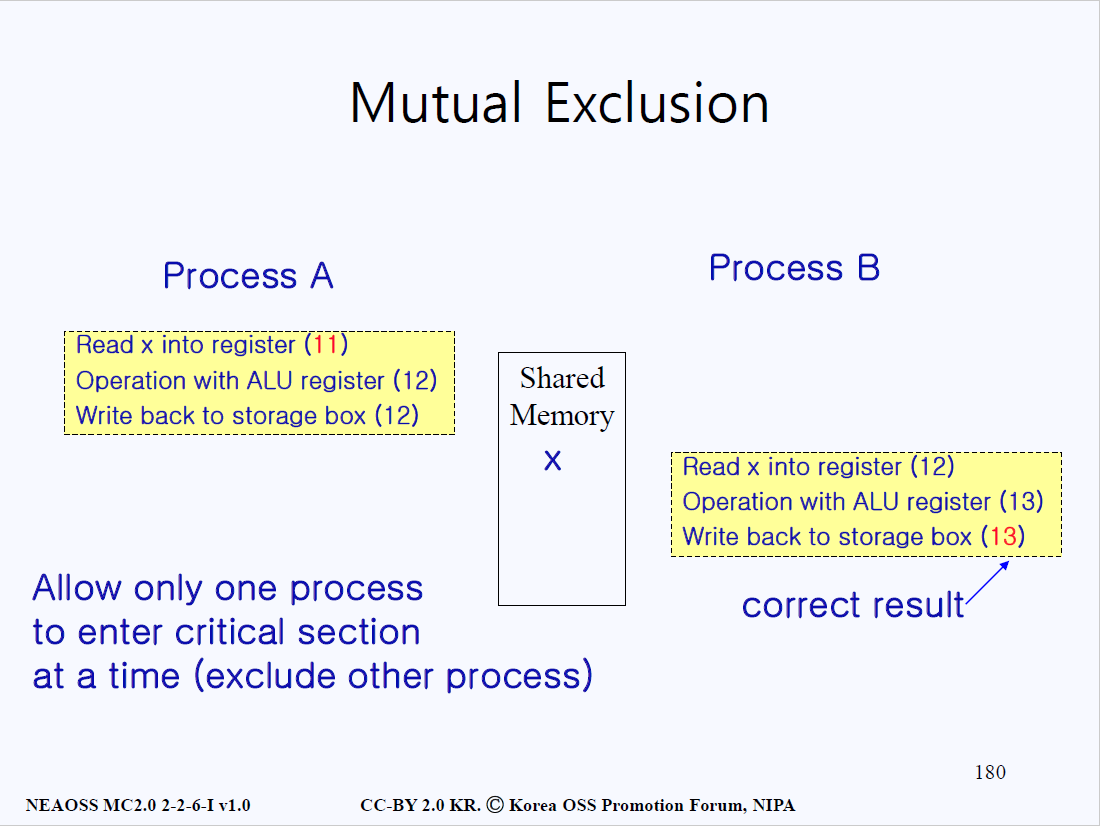 Mutual Exclusion
Process A
Process B
Read x into register (11)
Operation with ALU register (12)
Write back to storage box (12)
Shared
Memory
x
Read x into register (12)
Operation with ALU register (13)
Write back to storage box (13)
correct result
Allow only one process
to enter critical section
at a time (exclude other process)
180
NEAOSS MC2.0 2-2-6-I v1.0
CC-BY 2.0 KR. Ⓒ Korea OSS Promotion Forum, NIPA